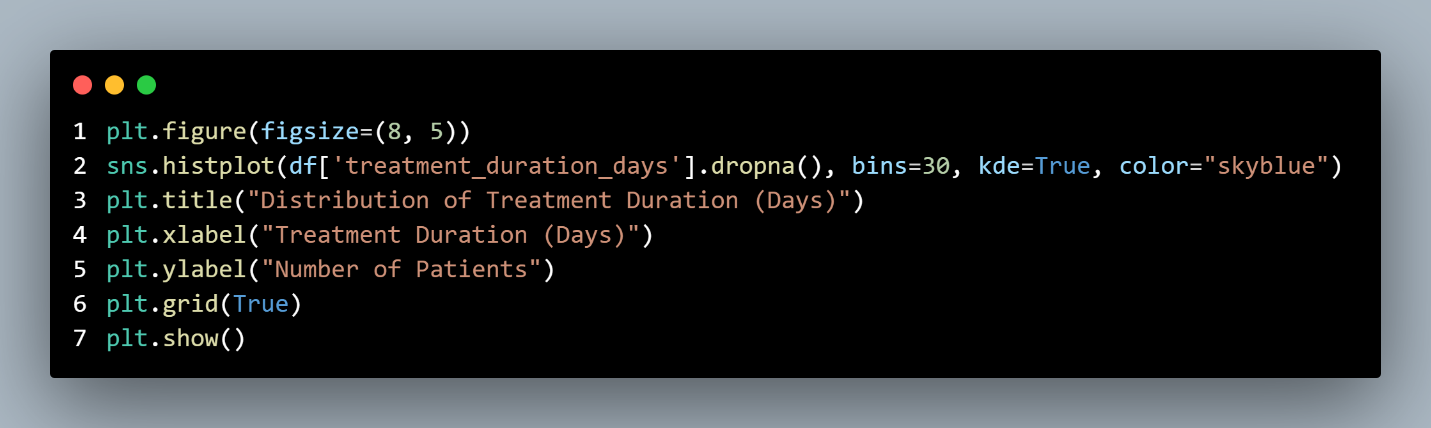 1 plt.figure(figsize=(8, 5))
2 sns.histplot(df['treatment_duration_days'].dropna(), bins=30, kde=True, color="skyblue")
3 plt.title("Distribution of Treatment Duration (Days)")
4 plt.xlabel("Treatment Duration (Days)")
5 plt.ylabel("Number of Patients")
6 plt.grid(True)
7 plt.show()